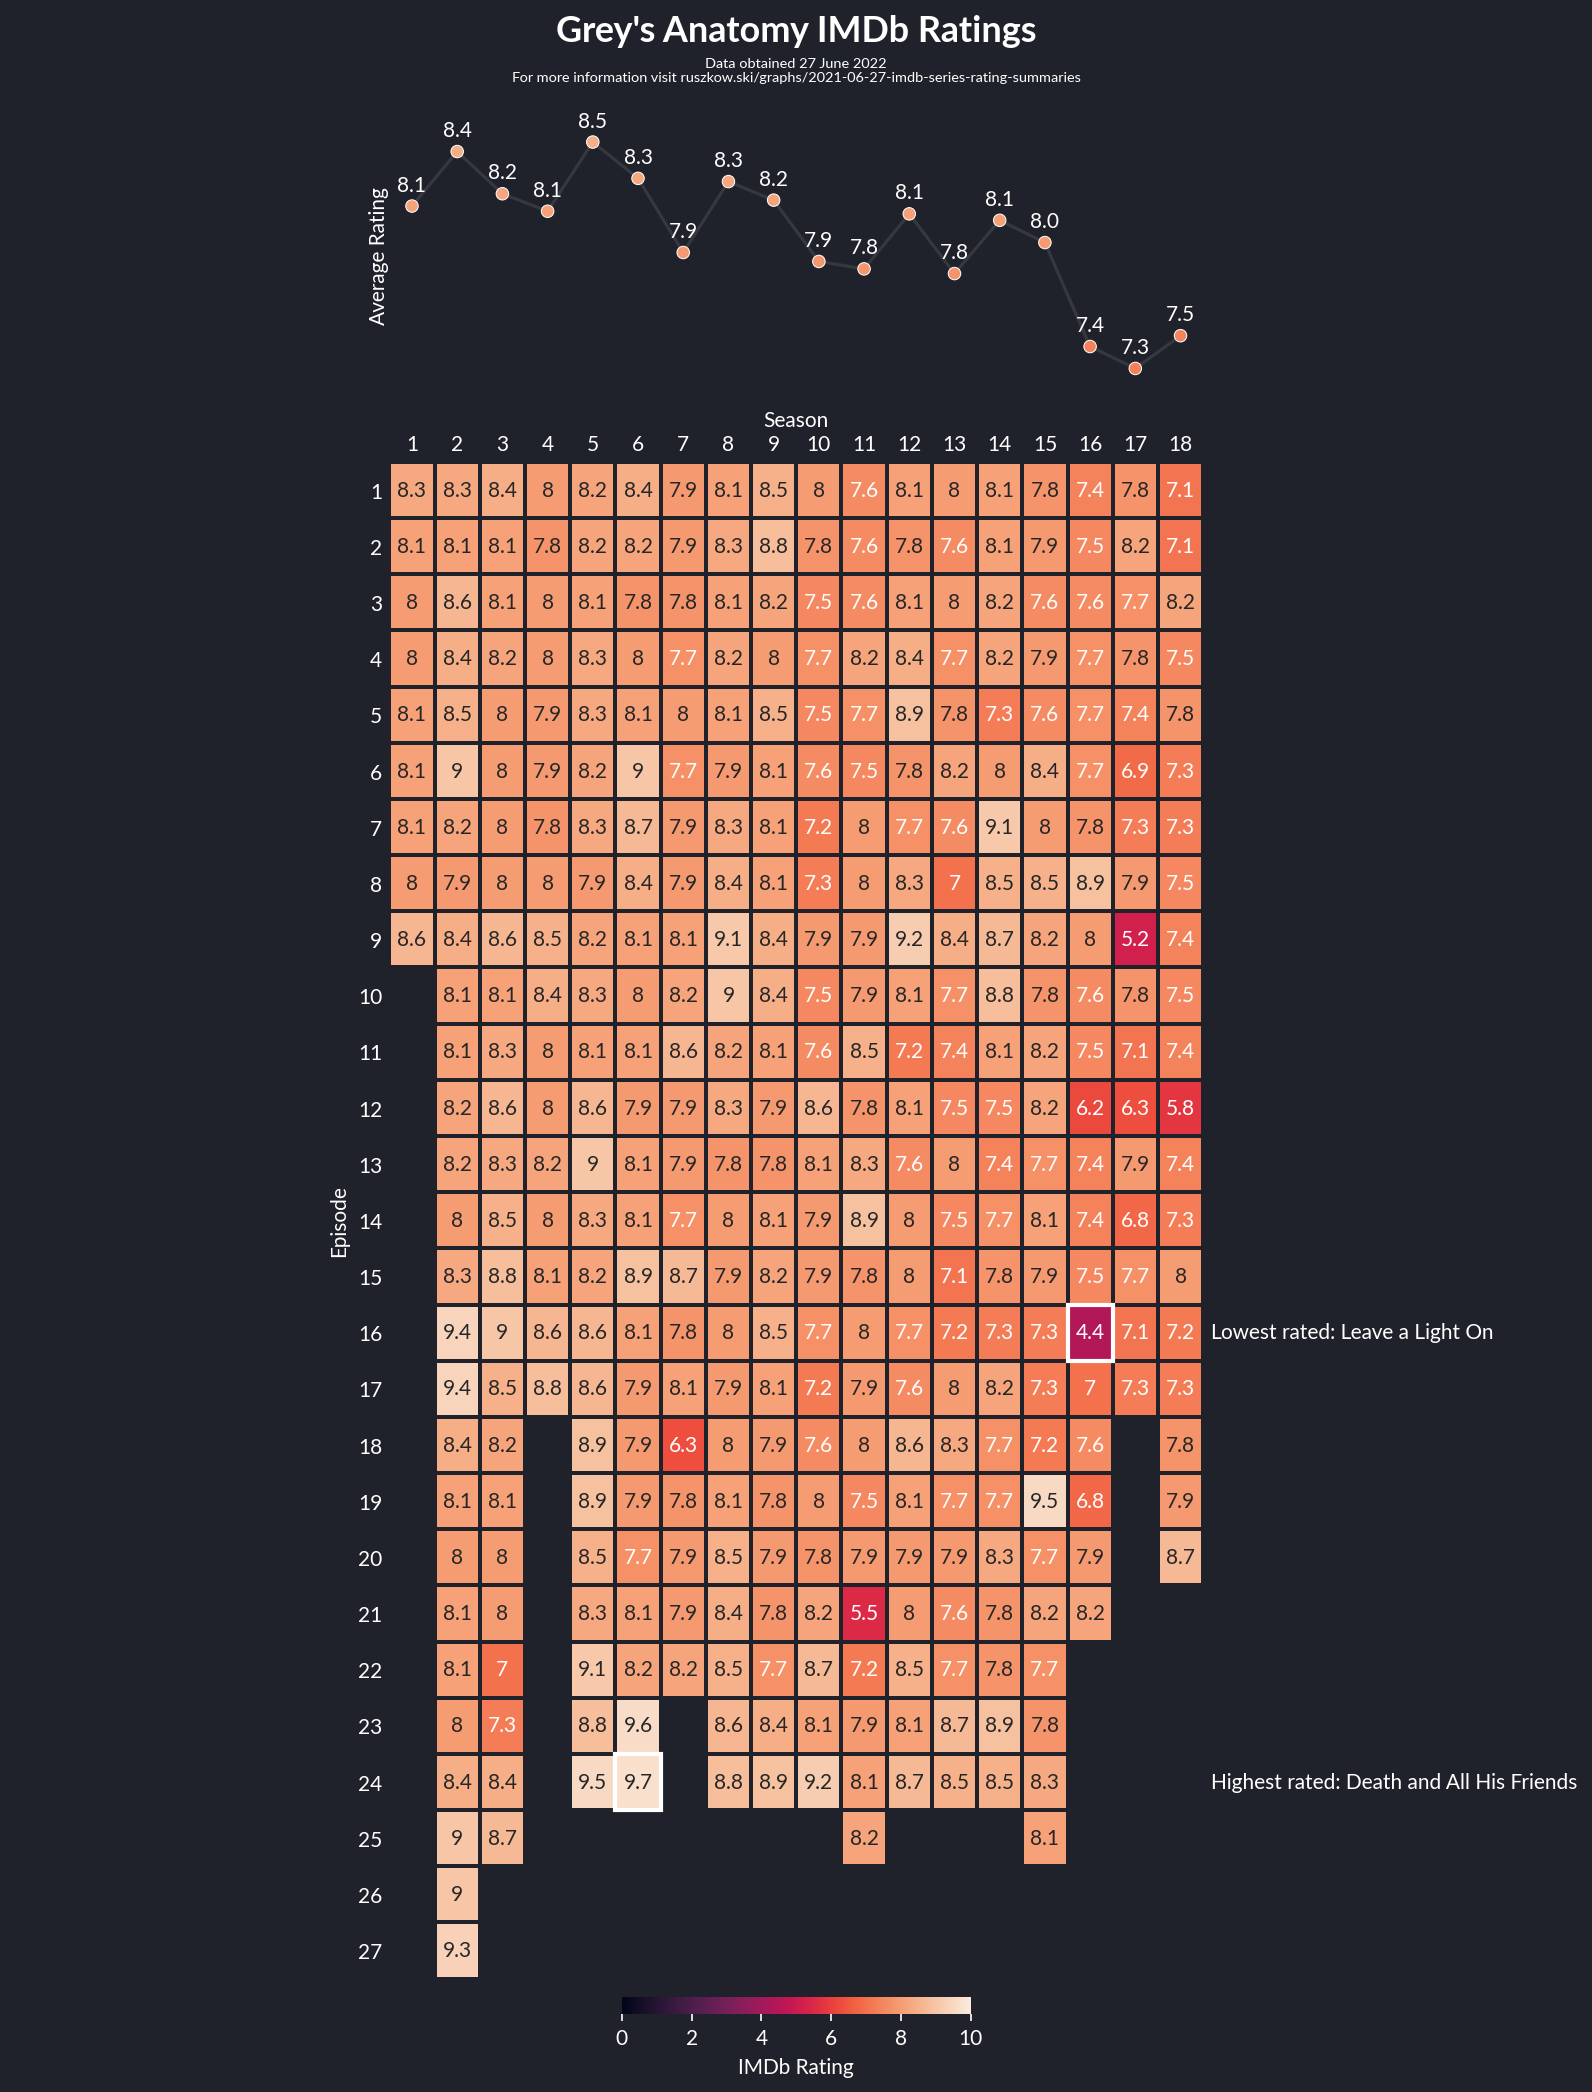 Grey's Anatomy IMDb Ratings
Data obtained 27 June 2022
For more information visit ruszkow.ski/graphs/2021-06-27-imdb-series-rating-summaries
Average Rating
8.1 8.4 8.2 8.1 8.5 8.3 7.9 8.3 8.2 7.9 7.8 8.1 7.8 8.1 8.0 7.4 7.3 7.5
Season
1 2 3 4 5 6 7 8 9 10 11 12 13 14 15 16 17 18
Episode
1 8.3 8.3 8.4 8 8.2 8.4 7.9 8.1 8.5 8 7.6 8.1 8 8.1 7.8 7.4 7.8 7.1
2 8.1 8.1 8.1 7.8 8.2 8.2 7.9 8.3 8.8 7.8 7.6 7.8 7.6 8.1 7.9 7.5 8.2 7.1
3 8 8.6 8.1 8 8.1 7.8 7.8 8.1 8.2 7.5 7.6 8.1 8 8.2 7.6 7.6 7.7 8.2
4 8 8.4 8.2 8 8.3 8 7.7 8.2 8 7.7 8.2 8.4 7.7 8.2 7.9 7.7 7.8 7.5
5 8.1 8.5 8 7.9 8.3 8.1 8 8.1 8.5 7.5 7.7 8.9 7.8 7.3 7.6 7.7 7.4 7.8
6 8.1 9 8 7.9 8.2 9 7.7 7.9 8.1 7.6 7.5 7.8 8.2 8 8.4 7.7 6.9 7.3
7 8.1 8.2 8 7.8 8.3 8.7 7.9 8.3 8.1 7.2 8 7.7 7.6 9.1 8 7.8 7.3 7.3
8 8 7.9 8 8 7.9 8.4 7.9 8.4 8.1 7.3 8 8.3 7 8.5 8.5 8.9 7.9 7.5
9 8.6 8.4 8.6 8.5 8.2 8.1 8.1 9.1 8.4 7.9 7.9 9.2 8.4 8.7 8.2 8 5.2 7.4
10 8.1 8.1 8.4 8.3 8 8.2 9 8.4 7.5 7.9 8.1 7.7 8.8 7.8 7.6 7.8 7.5
11 8.1 8.3 8 8.1 8.1 8.6 8.2 8.1 7.6 8.5 7.2 7.4 8.1 8.2 7.5 7.1 7.4
12 8.2 8.6 8 8.6 7.9 7.9 8.3 7.9 8.6 7.8 8.1 7.5 7.5 8.2 6.2 6.3 5.8
13 8.2 8.3 8.2 9 8.1 7.9 7.8 7.8 8.1 8.3 7.6 8 7.4 7.7 7.4 7.9 7.4
14 8 8.5 8 8.3 8.1 7.7 8 8.1 7.9 8.9 8 7.5 7.7 8.1 7.4 6.8 7.3
15 8.3 8.8 8.1 8.2 8.9 8.7 7.9 8.2 7.9 7.8 8 7.1 7.8 7.9 7.5 7.7 8
16 9.4 9 8.6 8.6 8.1 7.8 8 8.5 7.7 8 7.7 7.2 7.3 7.3 4.4 7.1 7.2 Lowest rated: Leave a Light On
17 9.4 8.5 8.8 8.6 7.9 8.1 7.9 8.1 7.2 7.9 7.6 8 8.2 7.3 7 7.3 7.3
18 8.4 8.2 8.9 7.9 6.3 8 7.9 7.6 8 8.6 8.3 7.7 7.2 7.6 7.8
19 8.1 8.1 8.9 7.9 7.8 8.1 7.8 8 7.5 8.1 7.7 7.7 9.5 6.8 7.9
20 8 8 8.5 7.7 7.9 8.5 7.9 7.8 7.9 7.9 7.9 8.3 7.7 7.9 8.7
21 8.1 8 8.3 8.1 7.9 8.4 7.8 8.2 5.5 8 7.6 7.8 8.2 8.2
22 8.1 7 9.1 8.2 8.2 8.5 7.7 8.7 7.2 8.5 7.7 7.8 7.7
23 8 7.3 8.8 9.6 8.6 8.4 8.1 7.9 8.1 8.7 8.9 7.8
24 8.4 8.4 9.5 9.7 8.8 8.9 9.2 8.1 8.7 8.5 8.5 8.3 Highest rated: Death and All His Friends
25 9 8.7 8.2 8.1
26 9
27 9.3
0 2 4 6 8 10
IMDb Rating